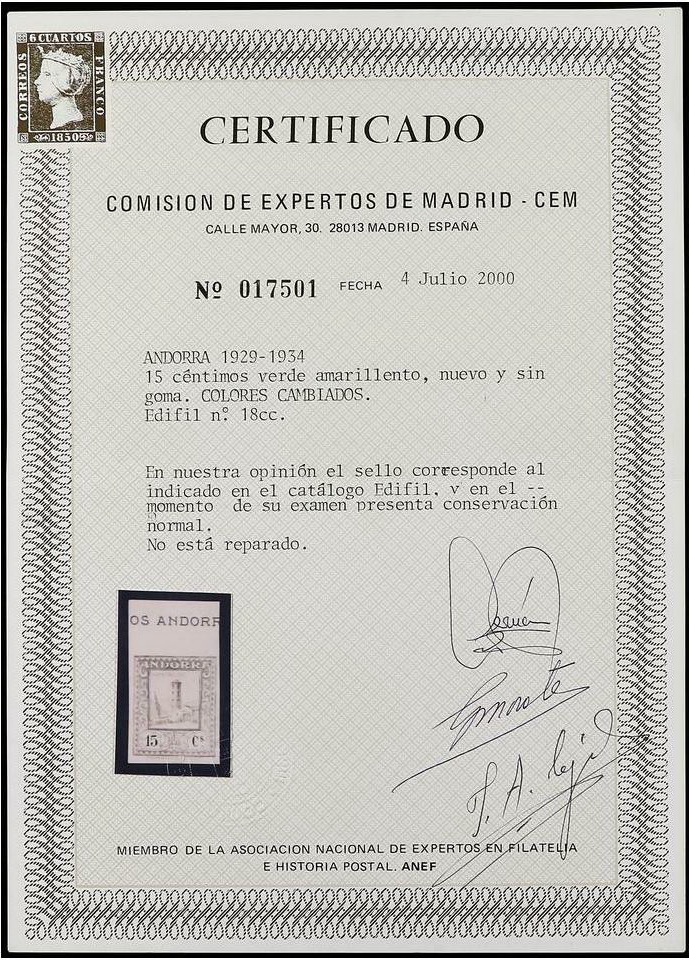 6 CUARTOS
CORREOS
FRANCO
1850
CERTIFICADO
COMISION DE EXPERTOS DE MADRID - CEM
CALLE MAYOR, 30. 28013 MADRID. ESPAÑA
Nº 017501 FECHA 4 Julio 2000
ANDORRA 1929-1934
15 céntimos verde amarillento, nuevo y sin
goma. COLORES CAMBIADOS.
Edifil nº 18cc.
En nuestra opinión el sello corresponde al
indicado en el catálogo Edifil, y en el --
momento de su examen presenta conservación
normal.
No está reparado.
OS ANDORR
ANDORRA
15 Cs
MIEMBRO DE LA ASOCIACION NACIONAL DE EXPERTOS EN FILATELIA
E HISTORIA POSTAL. ANEF